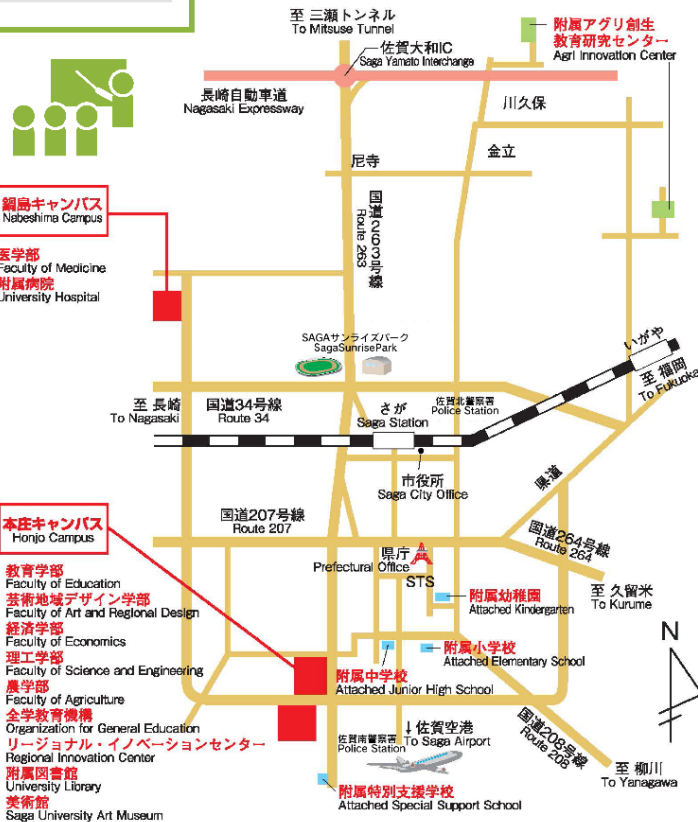 至 三瀬トンネル
To Mitsuse Tunnel
佐賀大和IC
Saga Yamato Interchange
附属アグリ創生
教育研究センター
Agri Innovation Center
長崎自動車道
Nagasaki Expressway
川久保
尼寺
金立
国道263号線
Route 263
鍋島キャンパス
Nabeshima Campus
医学部
Faculty of Medicine
附属病院
University Hospital
SAGAサンライズパーク
SagaSunrisePark
いがや
至 福岡
To Fukuoka
至 長崎
To Nagasaki
国道34号線
Route 34
さが
Saga Station
佐賀北警察署
Police Station
市役所
Saga City Office
県道
国道207号線
Route 207
国道264号線
Route 264
本庄キャンパス
Honjo Campus
県庁
Prefectural Office
STS
至 久留米
To Kurume
教育学部
Faculty of Education
芸術地域デザイン学部
Faculty of Art and Regional Design
経済学部
Faculty of Economics
理工学部
Faculty of Science and Engineering
農学部
Faculty of Agriculture
全学教育機構
Organization for General Education
リージョナル・イノベーションセンター
Regional Innovation Center
附属図書館
University Library
美術館
Saga University Art Museum
附属幼稚園
Attached Kindergarten
附属小学校
Attached Elementary School
附属中学校
Attached Junior High School
N
佐賀南警察署
Police Station
↓佐賀空港
To Saga Airport
国道208号線
Route 208
至 柳川
To Yanagawa
附属特別支援学校
Attached Special Support School